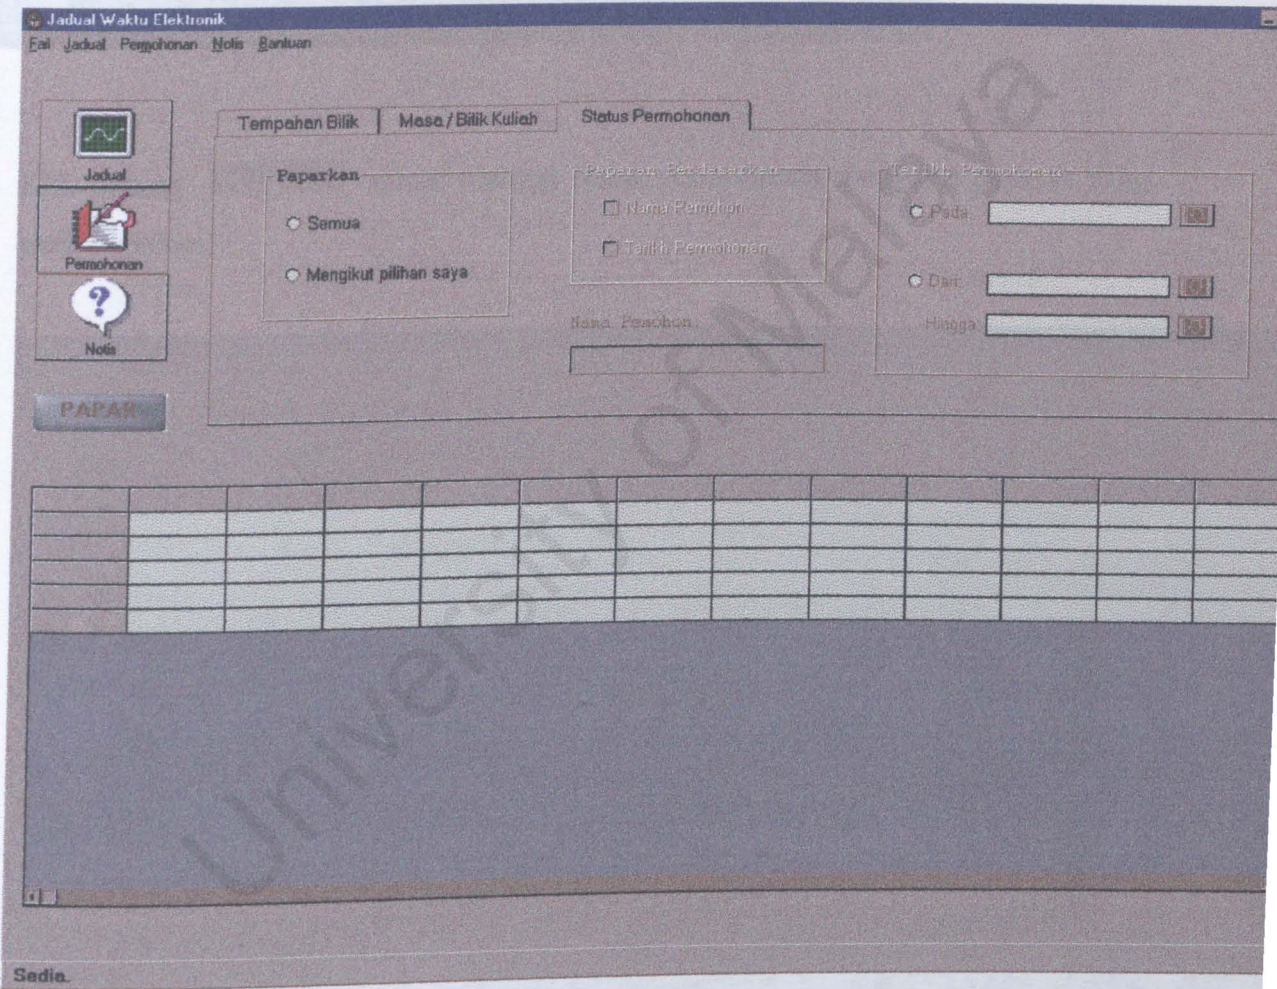 Jadual Waktu Elektronik
Fail Jadual Permohonan Notis Bantuan
Jadual
Permohonan
Notis
PAPAR
Tempahan Bilik Masa / Bilik Kuliah Status Permohonan
Paparkan
Semua
Mengikut pilihan saya
Paparan Berdasarkan
Nama Pemohon
Tarikh Permohonan
Nama Pemohon:
Tarikh Permohonan
Pada:
Dari:
Hingga:
Sedia.
University of Malaya